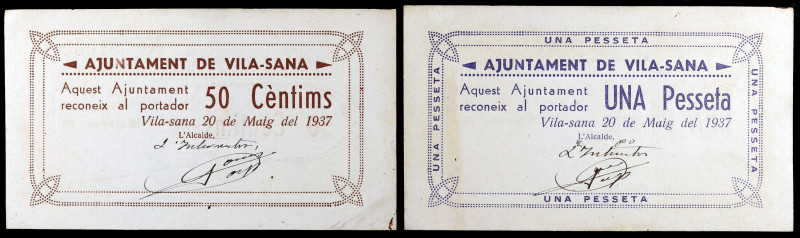 ◄ AJUNTAMENT DE VILA-SANA ►
Aquest Ajuntament
reconeix al portador 50 Cèntims
Vila-sana 20 de Maig del 1937
L'Alcalde,
L'Interventor,
UNA PESSETA
◄ AJUNTAMENT DE VILA-SANA ►
Aquest Ajuntament
reconeix al portador UNA Pesseta
Vila-sana 20 de Maig del 1937
L'Alcalde,
UNA PESSETA
UNA PESSETA
UNA PESSETA